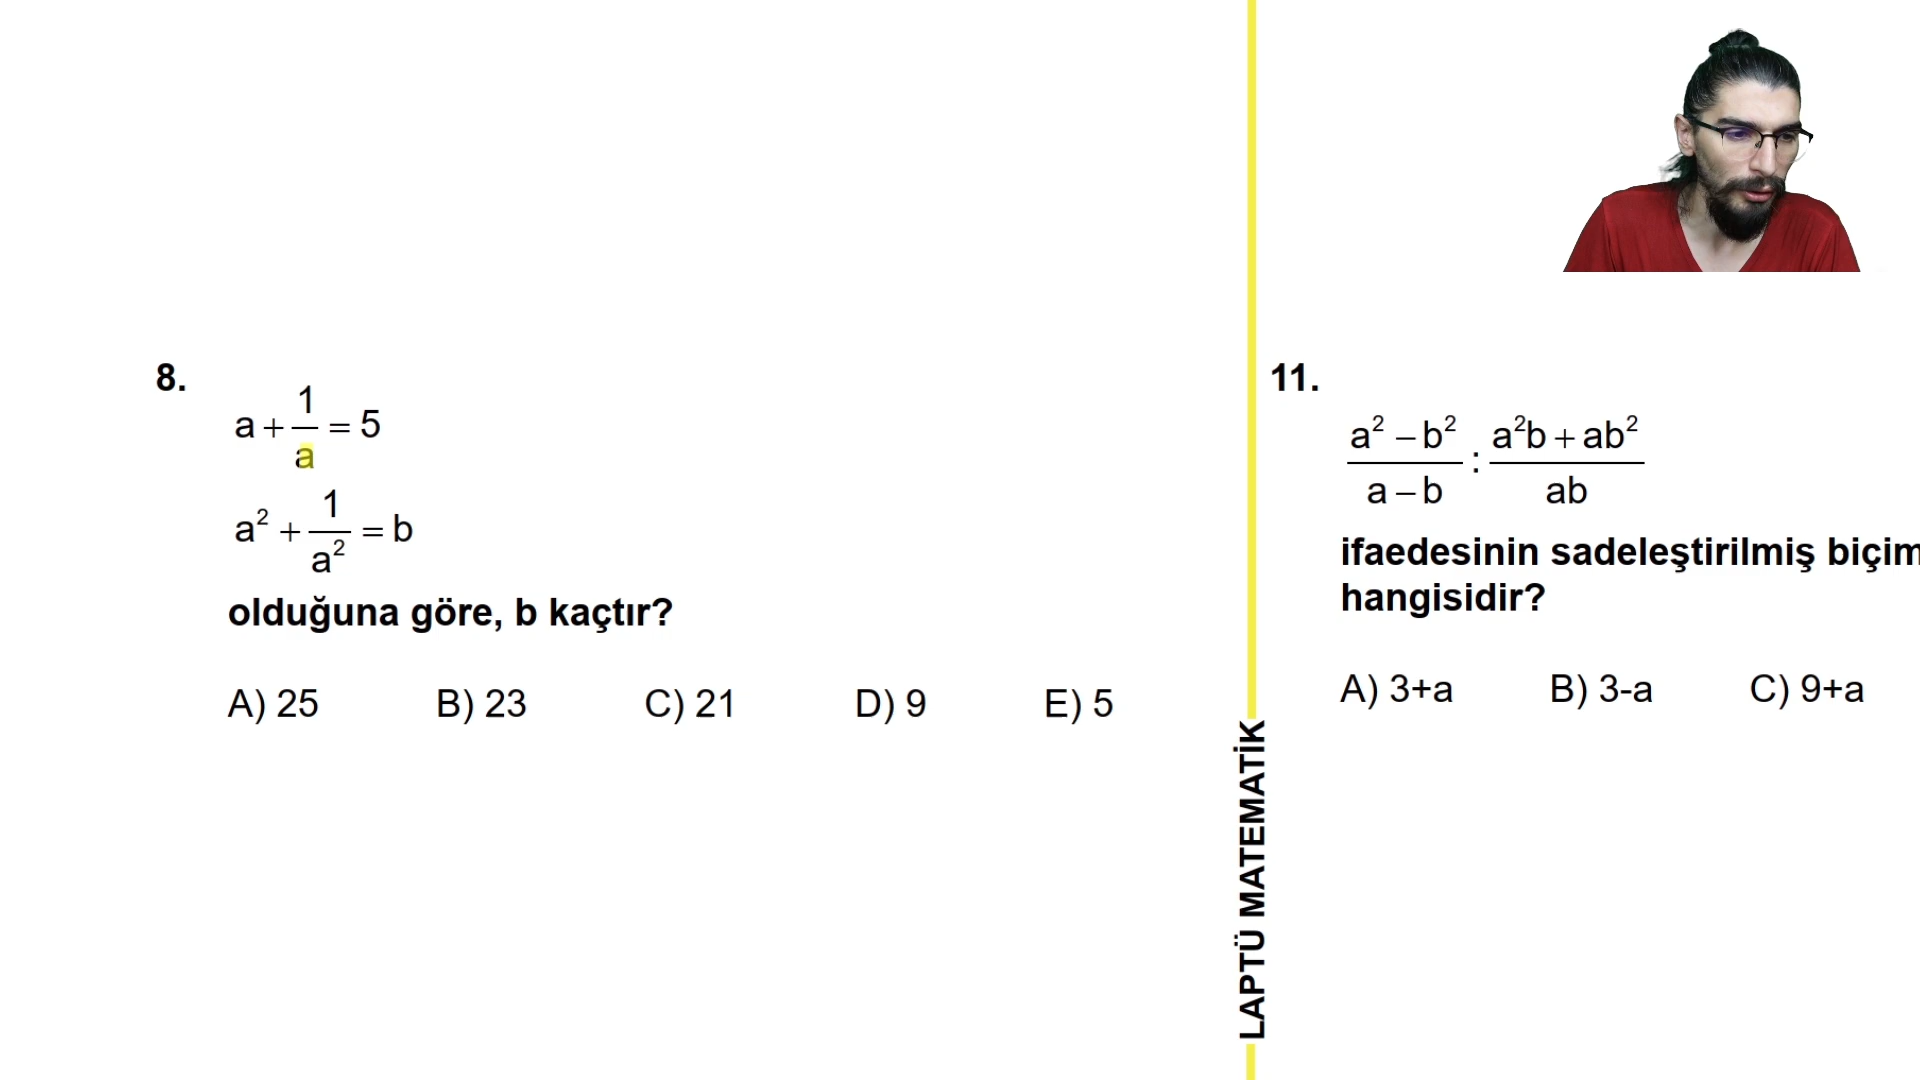 8.
a + 1/a = 5
a² + 1/a² = b
olduğuna göre, b kaçtır?
A) 25 B) 23 C) 21 D) 9 E) 5
LAPTÜ MATEMATİK
11.
a² – b² / a – b : a²b + ab² / ab
ifaedesinin sadeleştirilmiş biçim
hangisidir?
A) 3+a B) 3-a C) 9+a